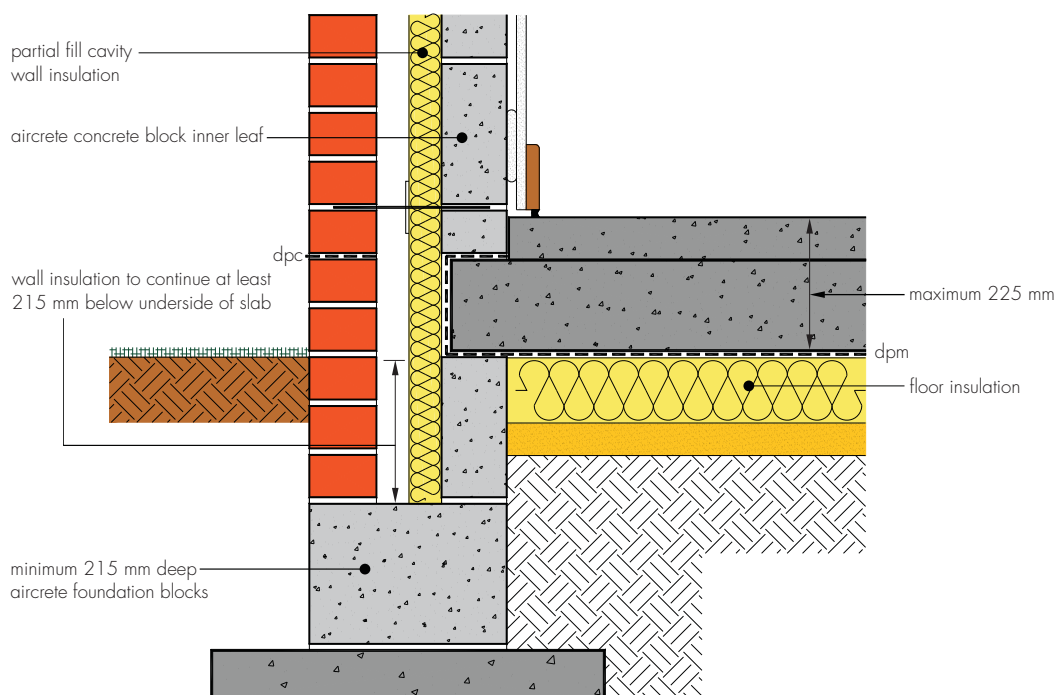 partial fill cavity
wall insulation
aircrete concrete block inner leaf
dpc
wall insulation to continue at least
215 mm below underside of slab
maximum 225 mm
dpm
floor insulation
minimum 215 mm deep
aircrete foundation blocks